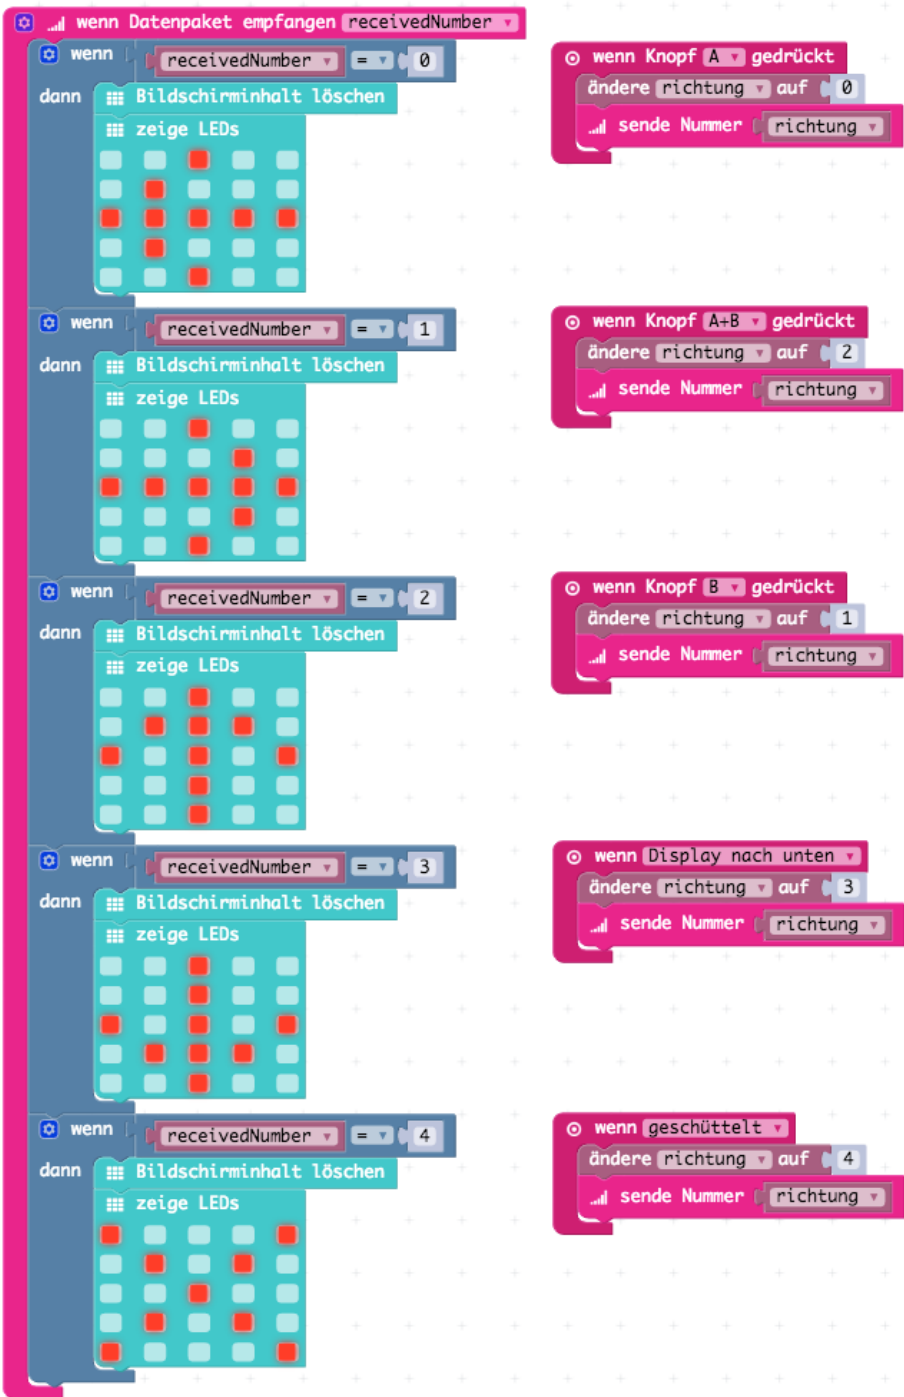 wenn Datenpaket empfangen receivedNumber
wenn receivedNumber = 0
dann Bildschirminhalt löschen
zeige LEDs
wenn receivedNumber = 1
dann Bildschirminhalt löschen
zeige LEDs
wenn receivedNumber = 2
dann Bildschirminhalt löschen
zeige LEDs
wenn receivedNumber = 3
dann Bildschirminhalt löschen
zeige LEDs
wenn receivedNumber = 4
dann Bildschirminhalt löschen
zeige LEDs
wenn Knopf A gedrückt
ändere richtung auf 0
sende Nummer richtung
wenn Knopf A+B gedrückt
ändere richtung auf 2
sende Nummer richtung
wenn Knopf B gedrückt
ändere richtung auf 1
sende Nummer richtung
wenn Display nach unten
ändere richtung auf 3
sende Nummer richtung
wenn geschüttelt
ändere richtung auf 4
sende Nummer richtung